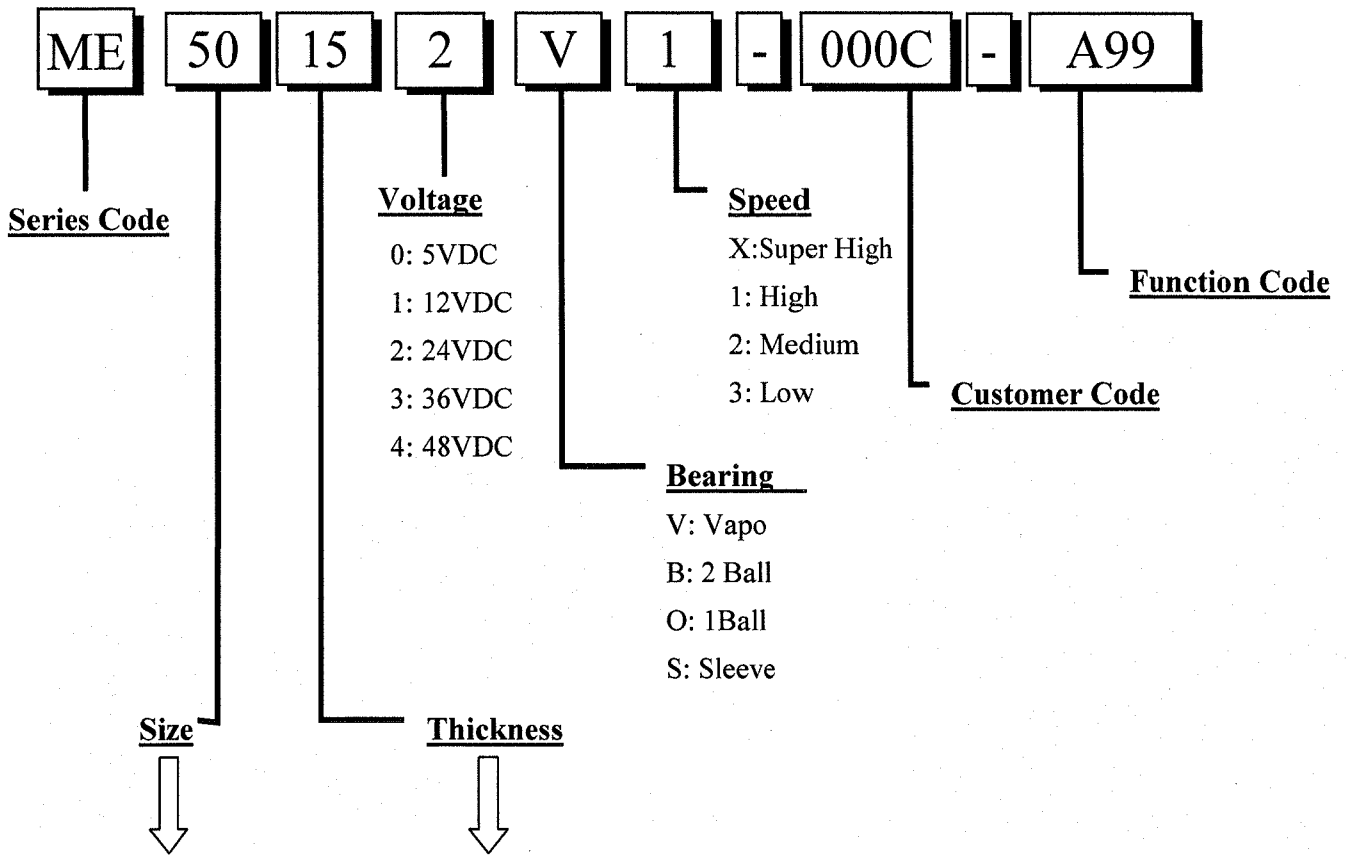 ME 50 15 2 V 1 - 000C - A99
Series Code
Voltage
0: 5VDC
1: 12VDC
2: 24VDC
3: 36VDC
4: 48VDC
Speed
X:Super High
1: High
2: Medium
3: Low
Function Code
Customer Code
Bearing
V: Vapo
B: 2 Ball
O: 1Ball
S: Sleeve
Size
Thickness